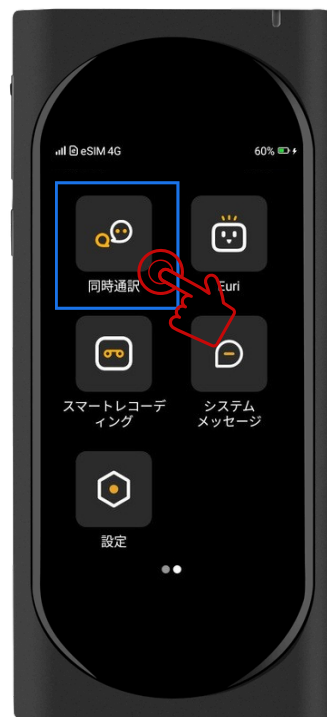 eSIM 4G 60%
同時通訳 Euri
スマートレコーデ
ィング
システム
メッセージ
設定